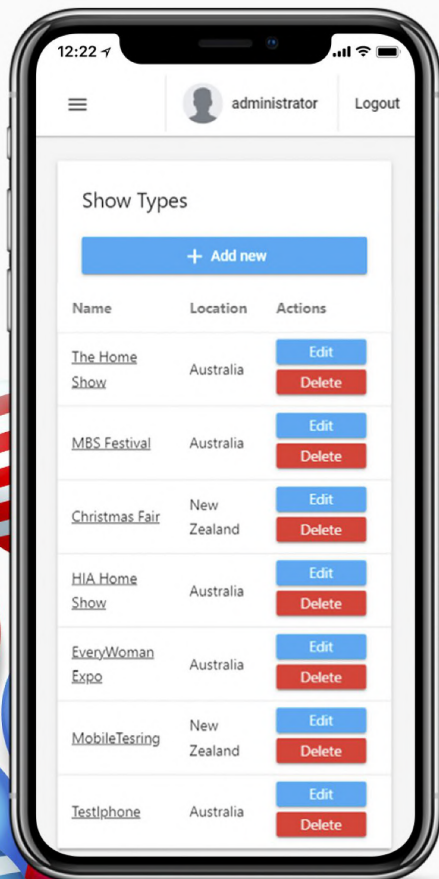 12:22
administrator Logout
Show Types
+ Add new
Name Location Actions
The Home Show Australia Edit Delete
MBS Festival Australia Edit Delete
Christmas Fair New Zealand Edit Delete
HIA Home Show Australia Edit Delete
EveryWoman Expo Australia Edit Delete
MobileTesring New Zealand Edit Delete
TestIphone Australia Edit Delete